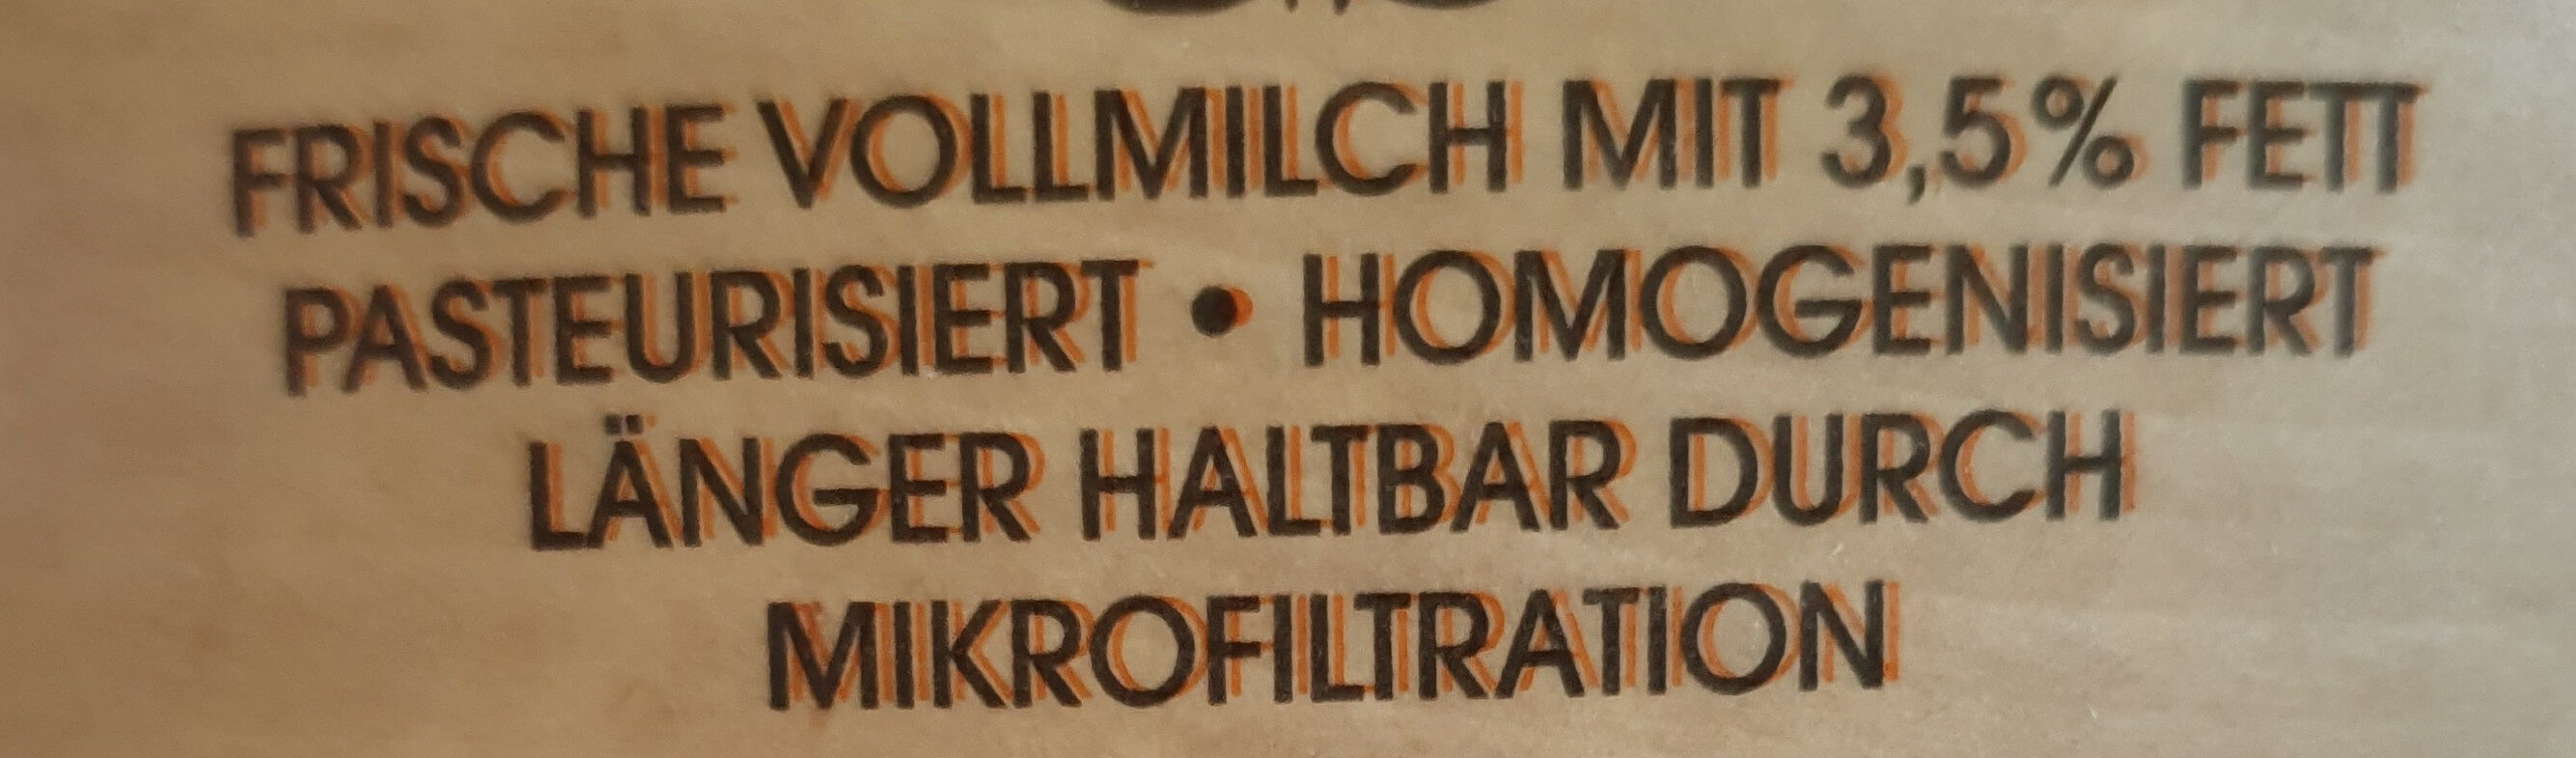 FRISCHE VOLLMILCH MIT 3,5% FETT
PASTEURISIERT • HOMOGENISIERT
LÄNGER HALTBAR DURCH
MIKROFILTRATION